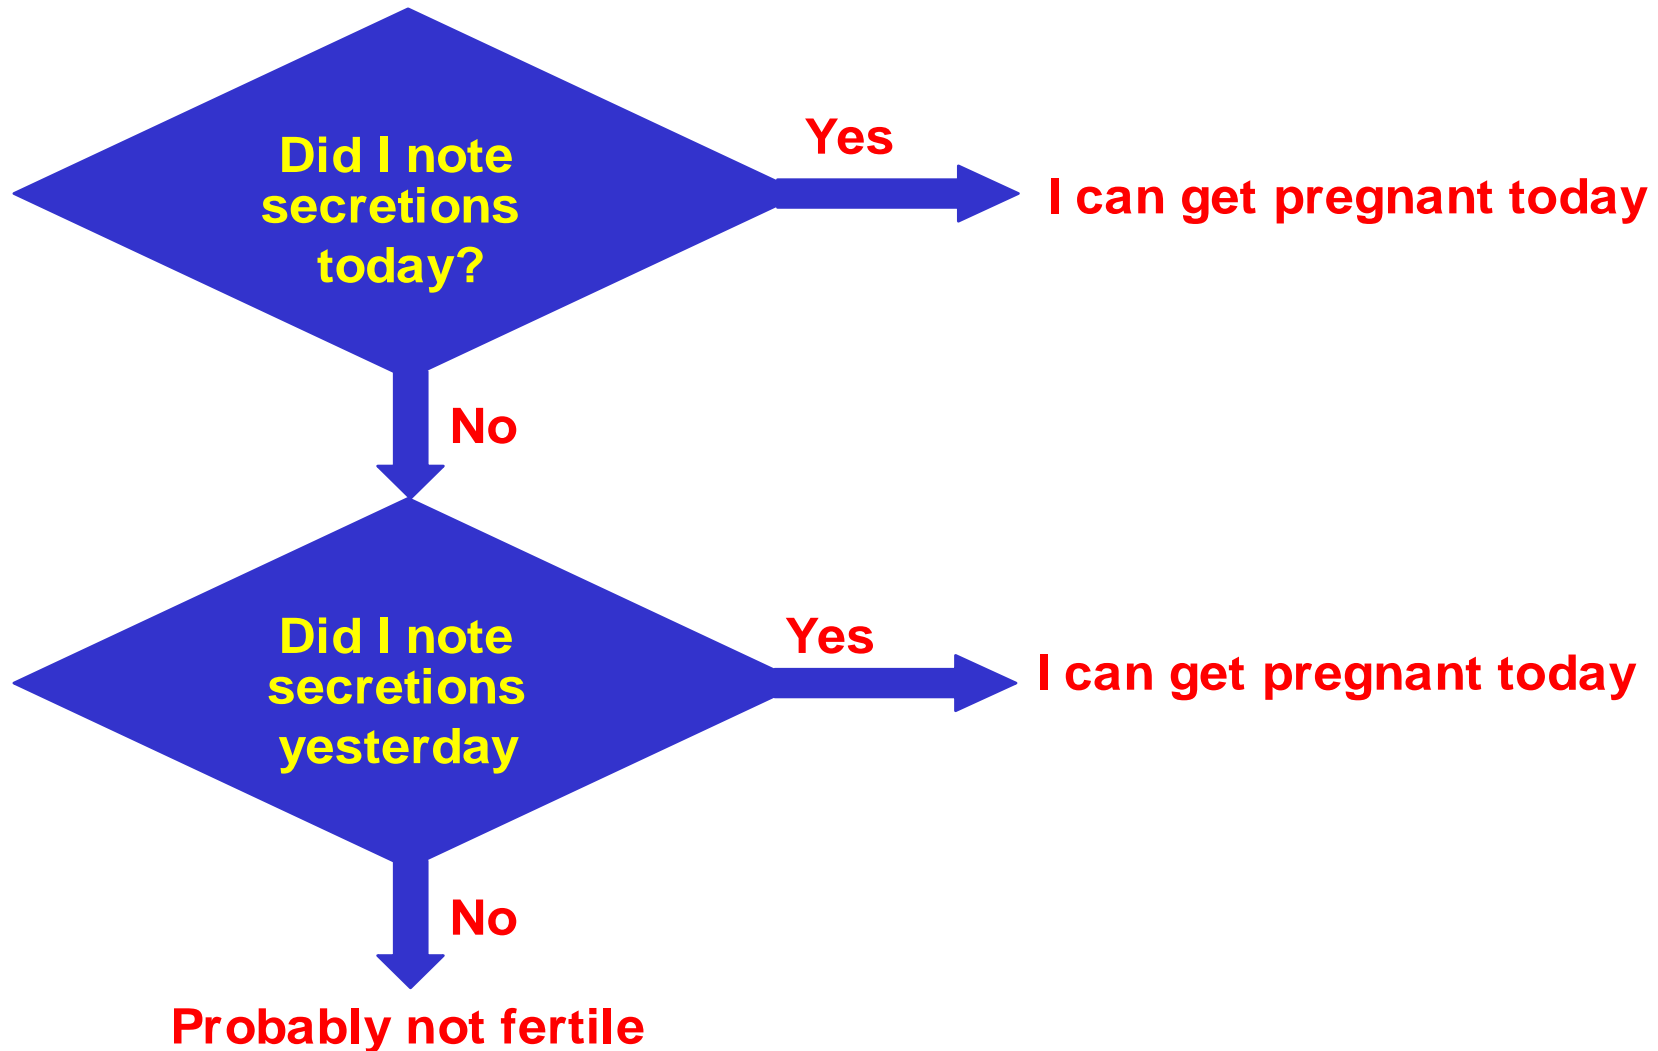 Did I note
secretions
today?
Yes
I can get pregnant today
No
Did I note
secretions
yesterday
Yes
I can get pregnant today
No
Probably not fertile